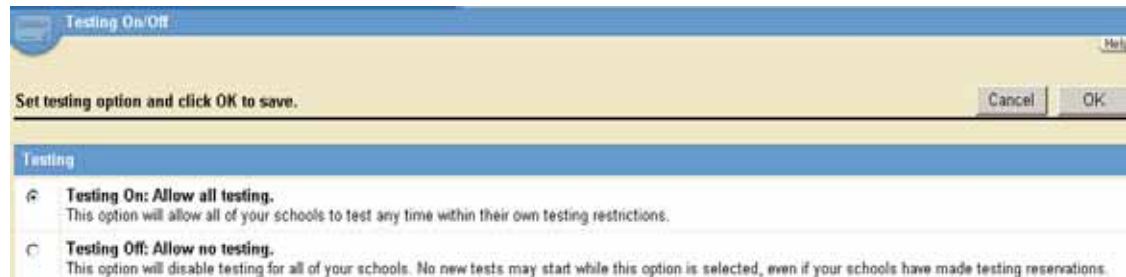 Testing On/Off
Help
Set testing option and click OK to save.
Cancel OK
Testing
Testing On: Allow all testing.
This option will allow all of your schools to test any time within their own testing restrictions.
Testing Off: Allow no testing.
This option will disable testing for all of your schools. No new tests may start while this option is selected, even if your schools have made testing reservations.